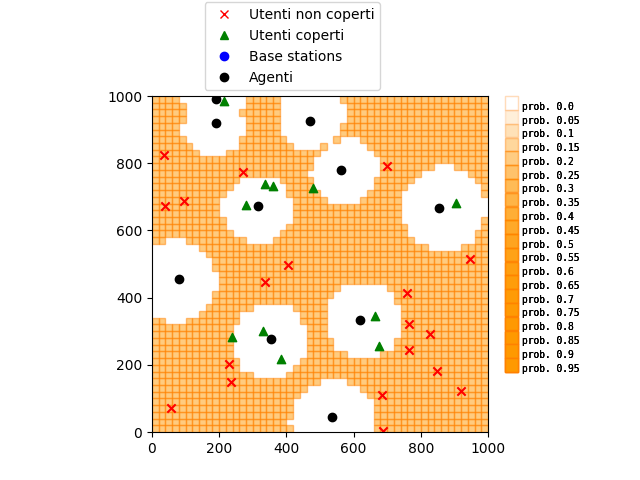 Utenti non coperti
Utenti coperti
Base stations
Agenti
1000
800
600
400
200
0
0
200
400
600
800
1000
prob. 0.0
prob. 0.05
prob. 0.1
prob. 0.15
prob. 0.2
prob. 0.25
prob. 0.3
prob. 0.35
prob. 0.4
prob. 0.45
prob. 0.5
prob. 0.55
prob. 0.6
prob. 0.65
prob. 0.7
prob. 0.75
prob. 0.8
prob. 0.85
prob. 0.9
prob. 0.95